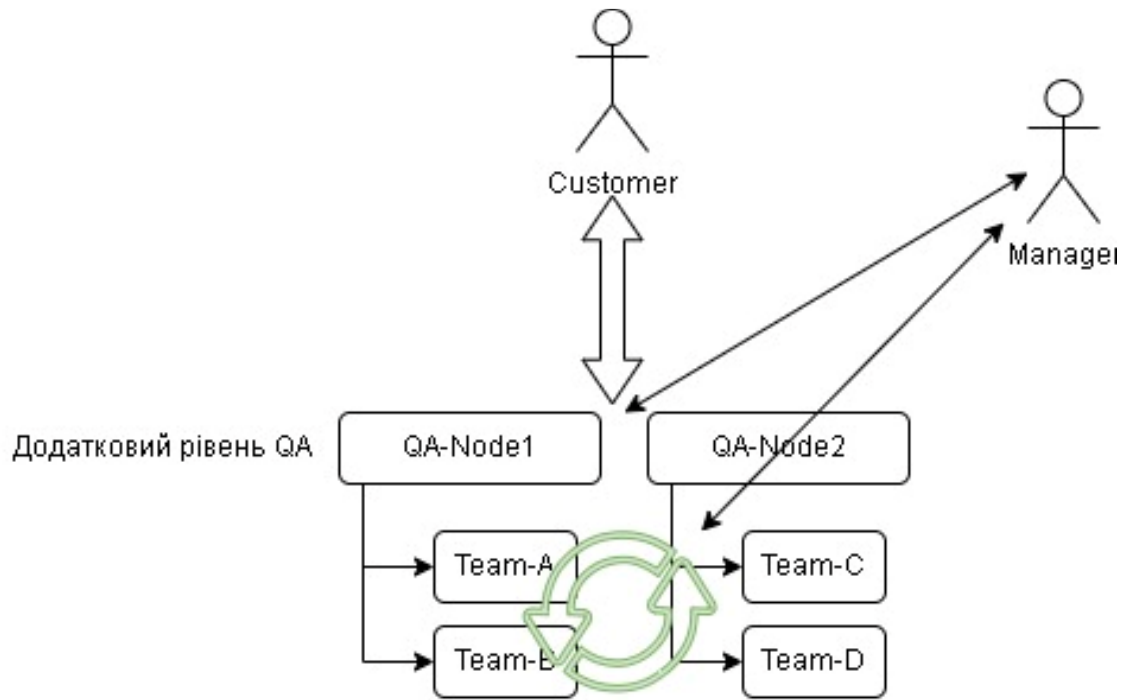 Customer
Manager
Додатковий рівень QA
QA-Node1
QA-Node2
Team-A
Team-C
Team-B
Team-D